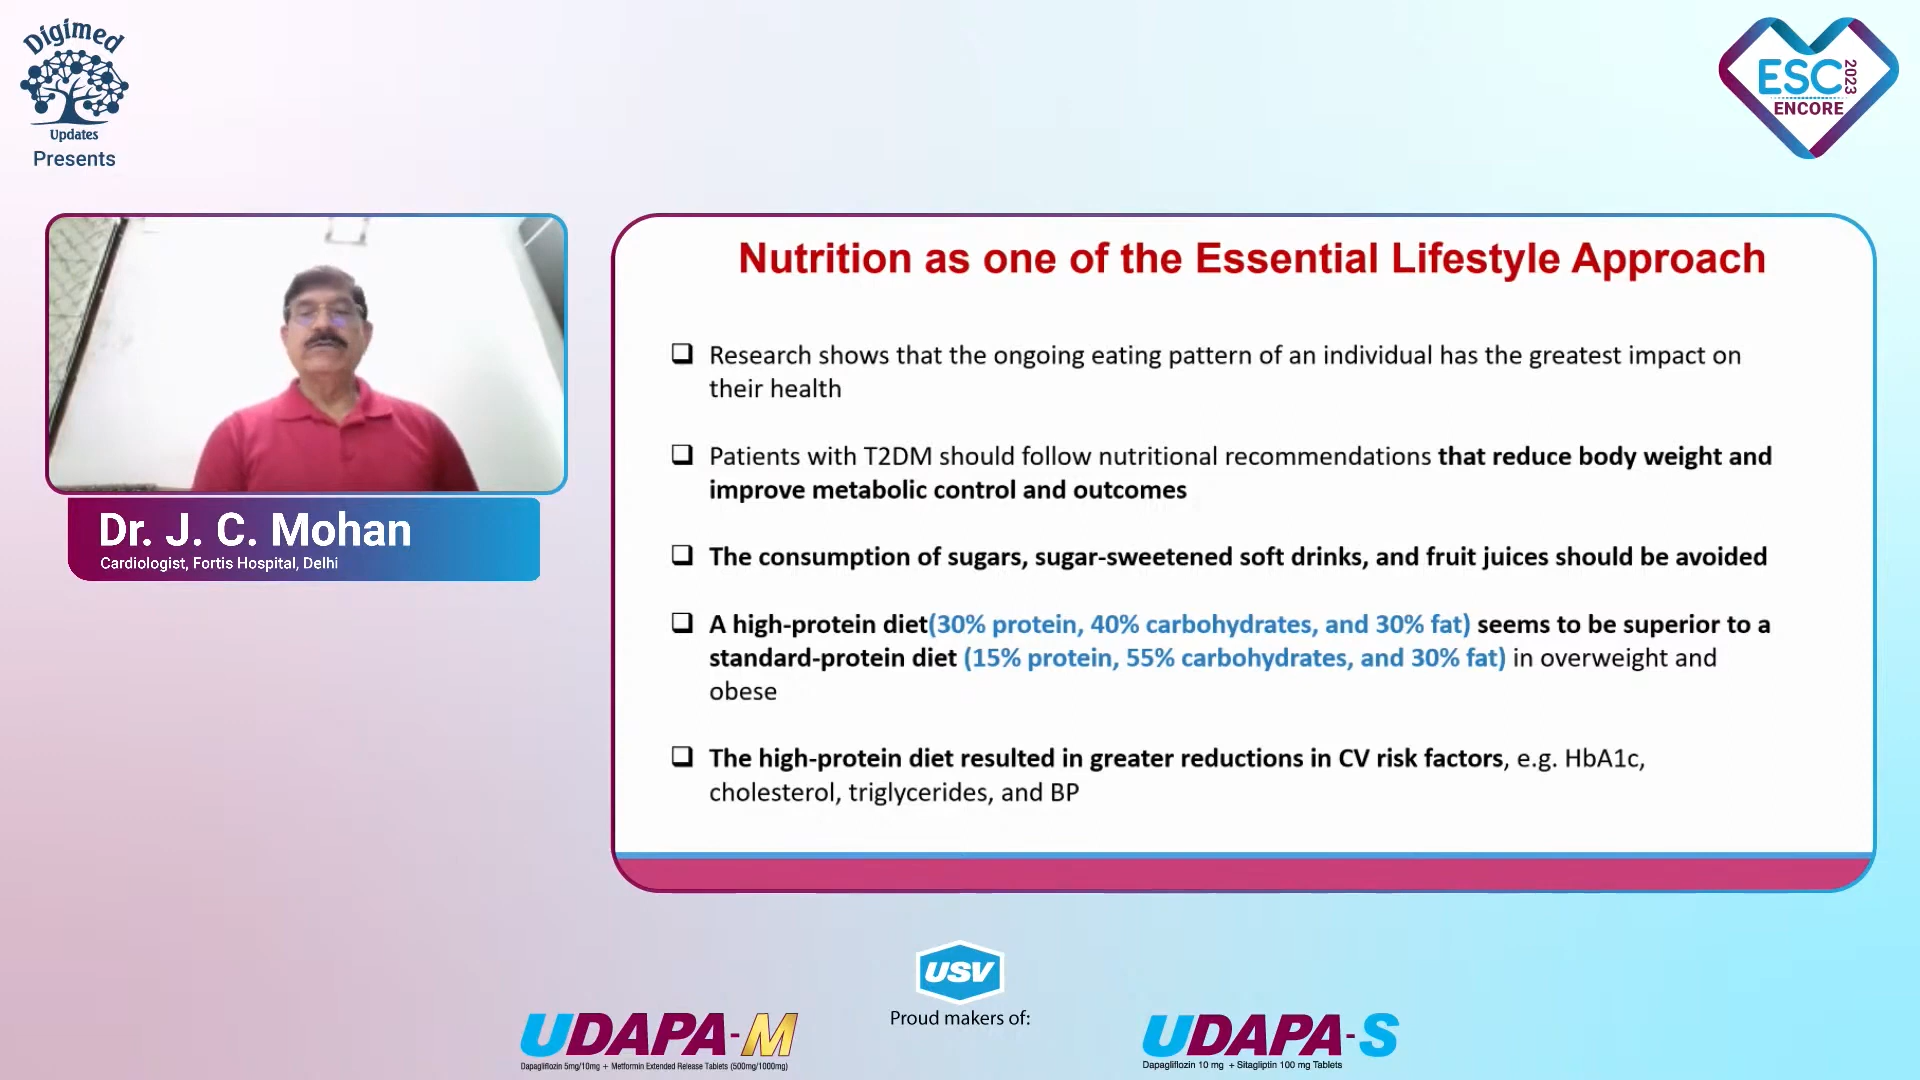 Digimed
Updates
Presents
ESC 2023
ENCORE
Dr. J. C. Mohan
Cardiologist, Fortis Hospital, Delhi
Nutrition as one of the Essential Lifestyle Approach
Research shows that the ongoing eating pattern of an individual has the greatest impact on
their health
Patients with T2DM should follow nutritional recommendations that reduce body weight and
improve metabolic control and outcomes
The consumption of sugars, sugar-sweetened soft drinks, and fruit juices should be avoided
A high-protein diet(30% protein, 40% carbohydrates, and 30% fat) seems to be superior to a
standard-protein diet (15% protein, 55% carbohydrates, and 30% fat) in overweight and
obese
The high-protein diet resulted in greater reductions in CV risk factors, e.g. HbA1c,
cholesterol, triglycerides, and BP
USV
Proud makers of:
UDAPA-M
Dapagliflozin 5mg/10mg + Metformin Extended Release Tablets (500mg/1000mg)
UDAPA-S
Dapagliflozin 10 mg + Sitagliptin 100 mg Tablets